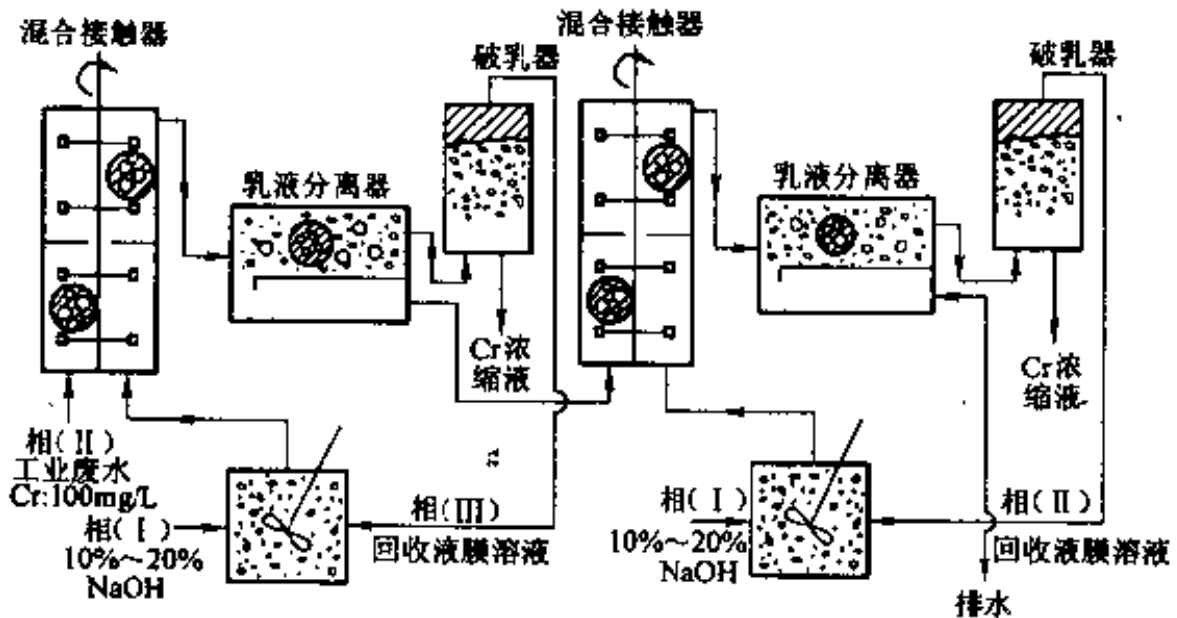 混合接触器
破乳器
混合接触器
破乳器
乳液分离器
乳液分离器
Cr浓
缩液
Cr浓
缩液
相(Ⅱ)
工业废水
Cr:100mg/L
相(Ⅰ)
10%～20%
NaOH
相(Ⅲ)
回收液膜溶液
相(Ⅰ)
10%～20%
NaOH
相(Ⅱ)
回收液膜溶液
排水